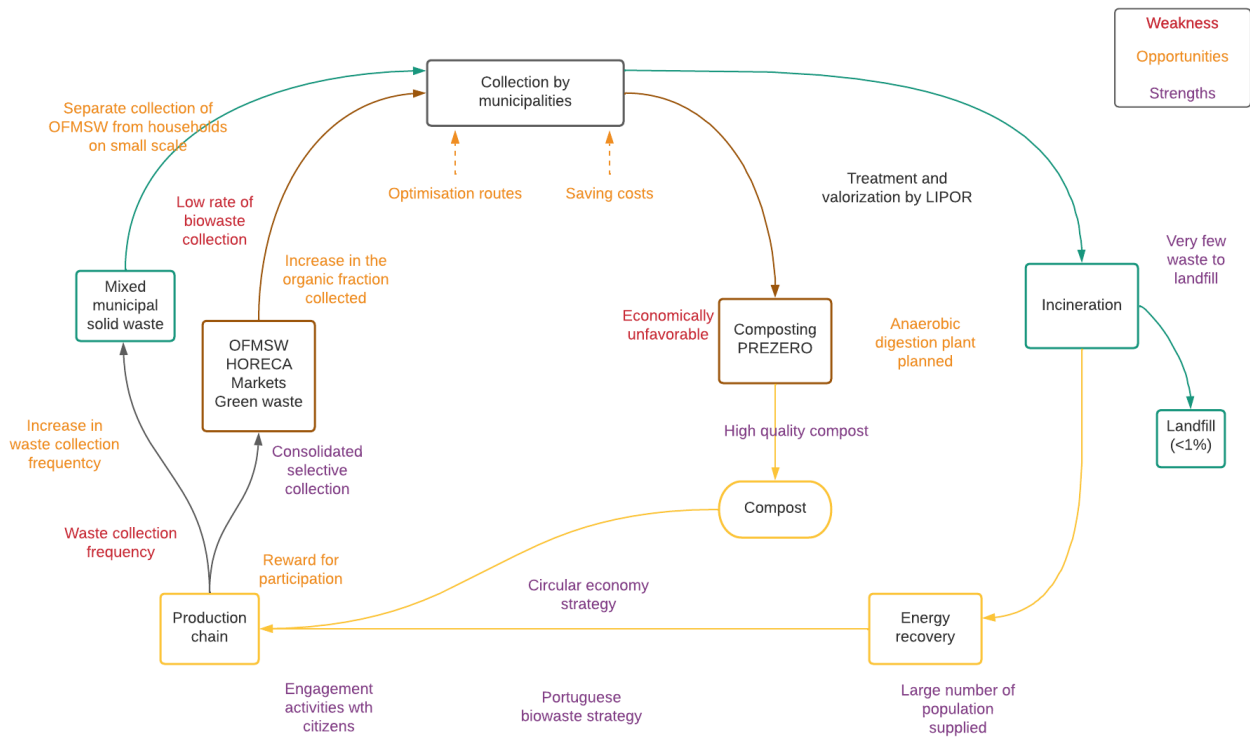 Weakness
Opportunities
Strengths
Collection by
municipalities
Separate collection of
OFMSW from households
on small scale
Optimisation routes
Saving costs
Treatment and
valorization by LIPOR
Low rate of
biowaste
collection
Increase in the
organic fraction
collected
Very few
waste to
landfill
Mixed
municipal
solid waste
OFMSW
HORECA
Markets
Green waste
Economically
unfavorable
Composting
PREZERO
Anaerobic
digestion plant
planned
Incineration
Increase in
waste collection
frequentcy
Consolidated
selective
collection
High quality compost
Landfill
(<1%)
Compost
Waste collection
frequency
Reward for
participation
Circular economy
strategy
Production
chain
Energy
recovery
Engagement
activities wth
citizens
Portuguese
biowaste strategy
Large number of
population
supplied